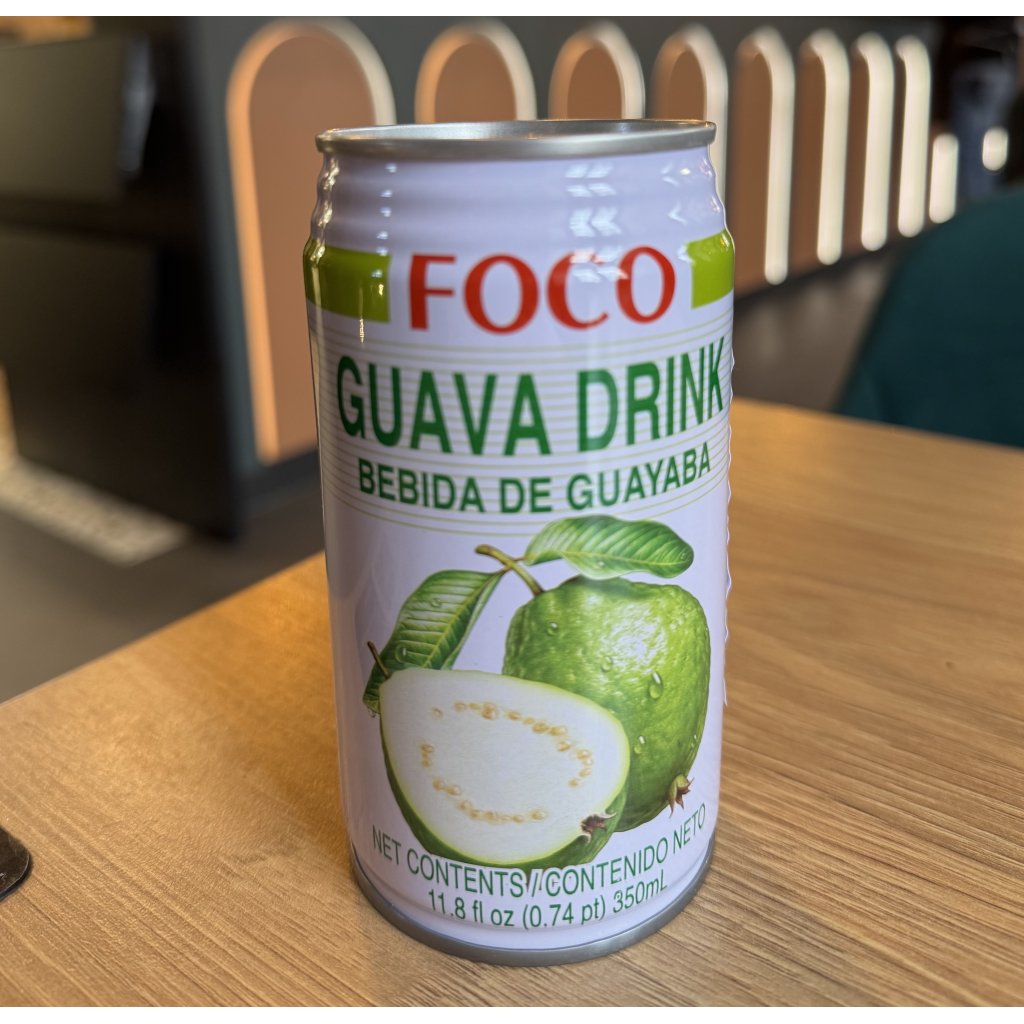 FOCO
GUAVA DRINK
BEBIDA DE GUAYABA
NET CONTENTS / CONTENIDO NETO
11.8 fl oz (0.74 pt) 350mL